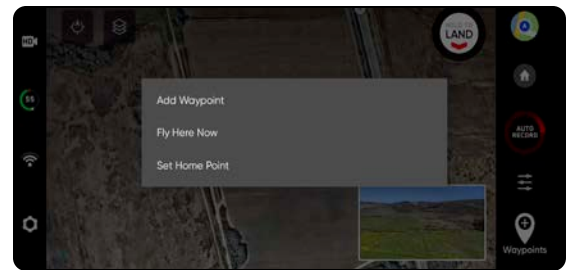 HD
HOLD TO
LAND
55
Add Waypoint
Fly Here Now
Set Home Point
AUTO
RECORD
Waypoints